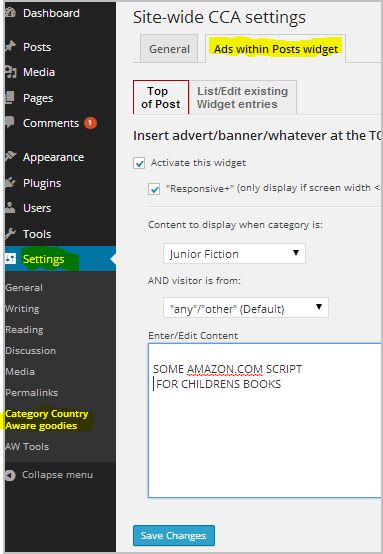 Dashboard
Posts
Media
Pages
Comments 1
Appearance
Plugins
Users
Tools
Settings
General
Writing
Reading
Discussion
Media
Permalinks
Category Country
Aware goodies
AW Tools
Collapse menu
Site-wide CCA settings
General
Ads within Posts widget
Top
of Post
List/Edit existing
Widget entries
Insert advert/banner/whatever at the TO
Activate this widget
"Responsive+" (only display if screen width <
Content to display when category is:
Junior Fiction
AND visitor is from:
"any"/"other" (Default)
Enter/Edit Content
SOME AMAZON.COM SCRIPT
FOR CHILDRENS BOOKS
Save Changes